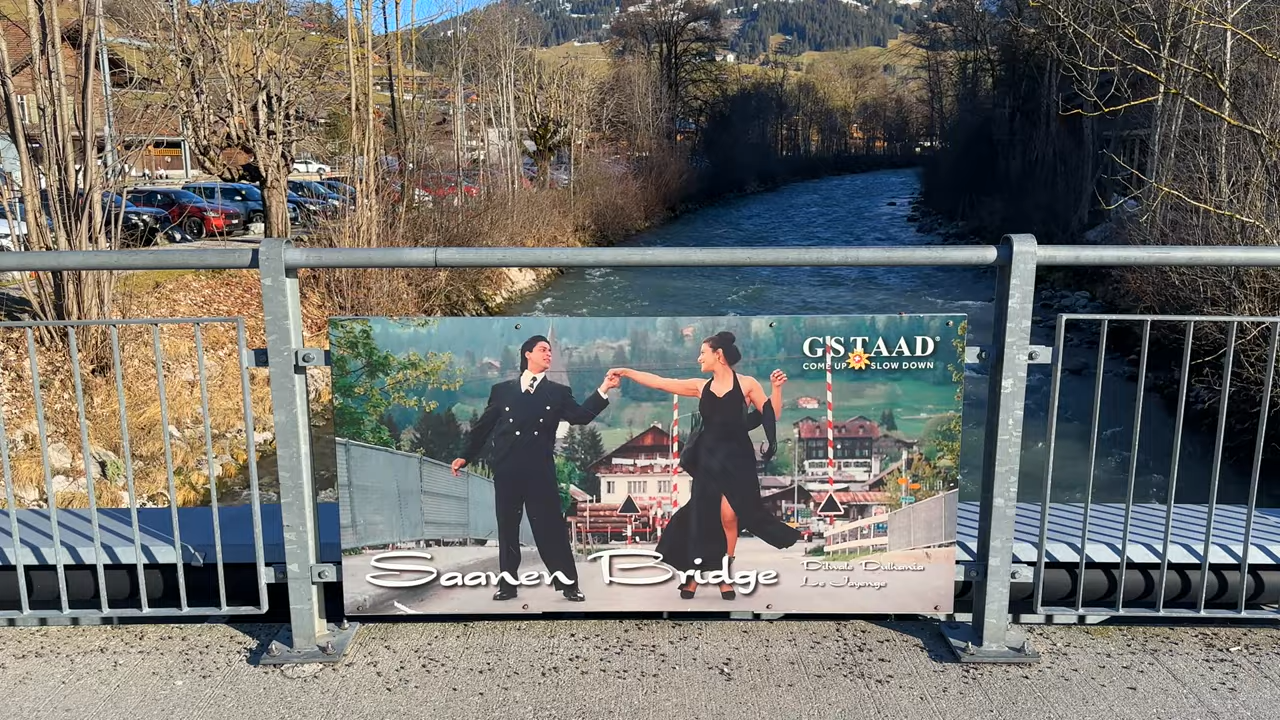 GSTAAD®
COME UP SLOW DOWN
Saanen Bridge
Dilwale Dulhania
Le Jayenge